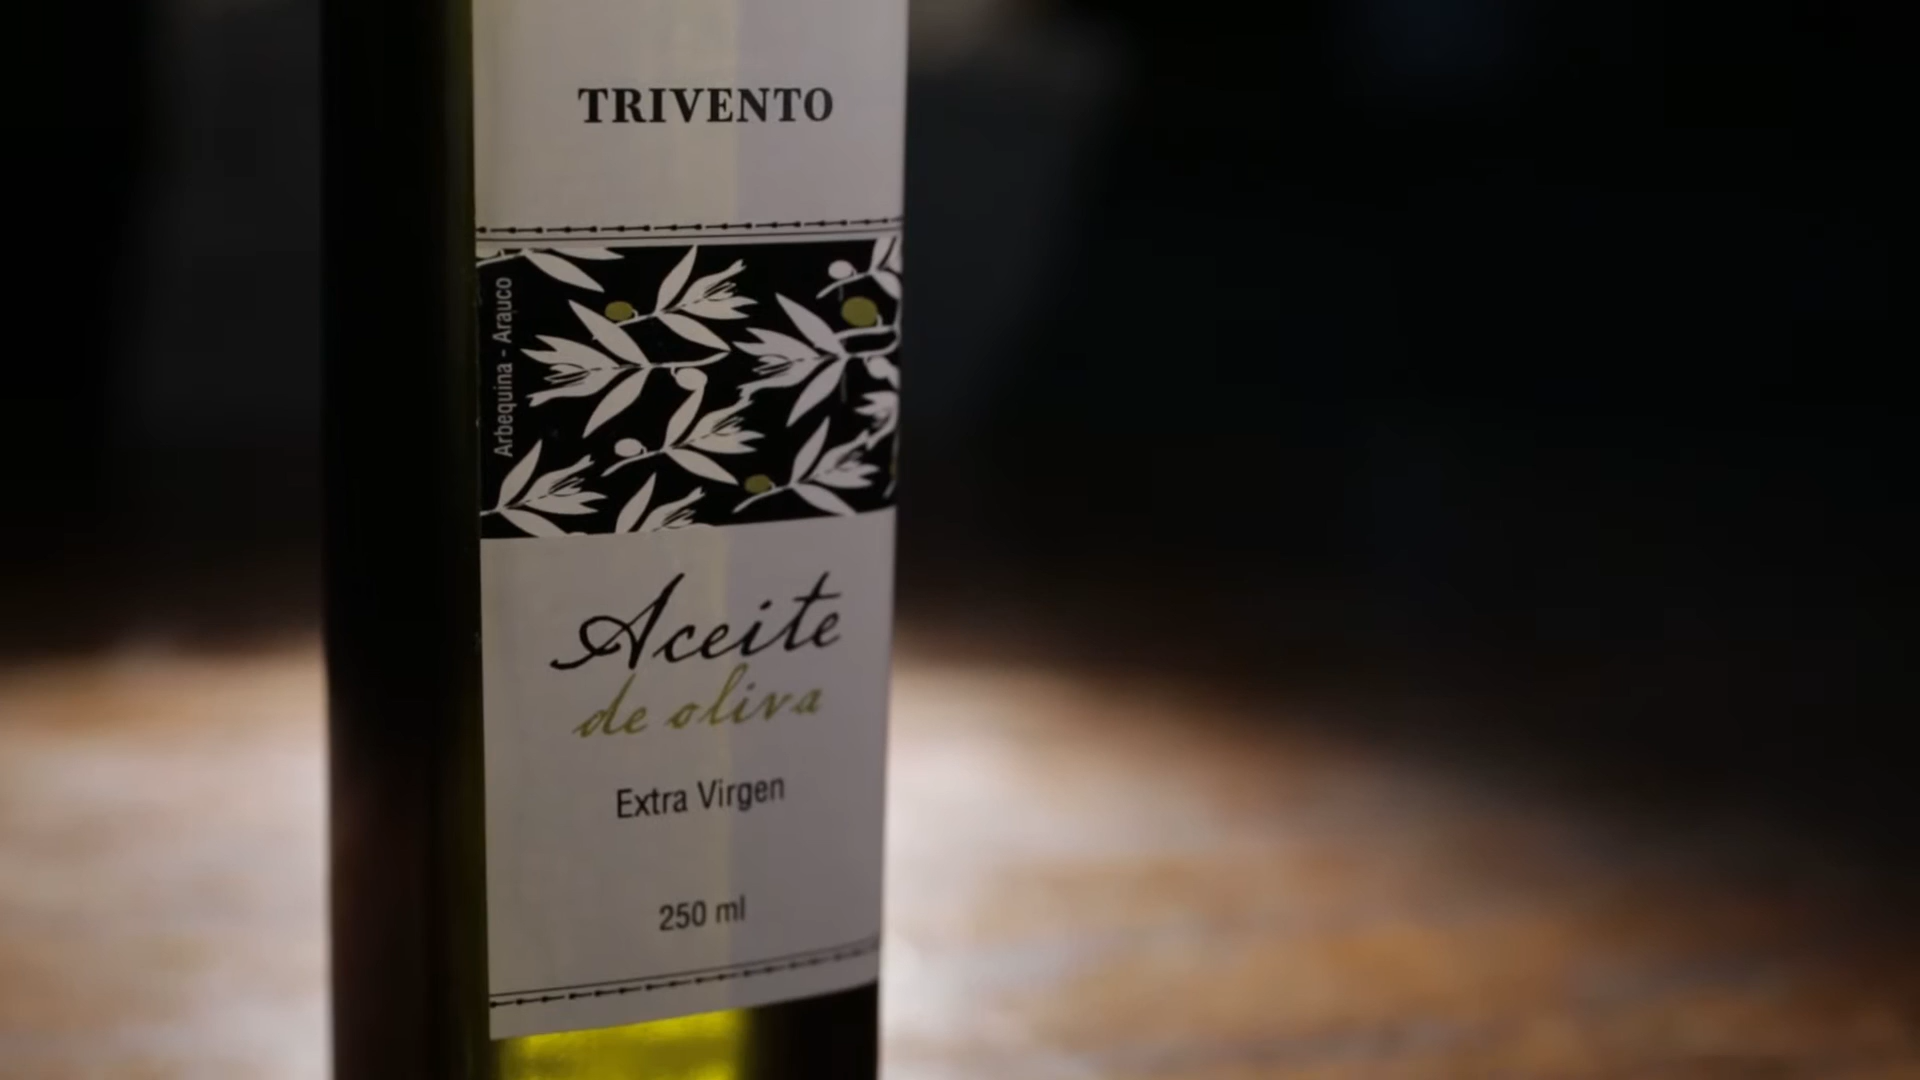 TRIVENTO
Arbequina - Arauco
Aceite
de oliva
Extra Virgen
250 ml